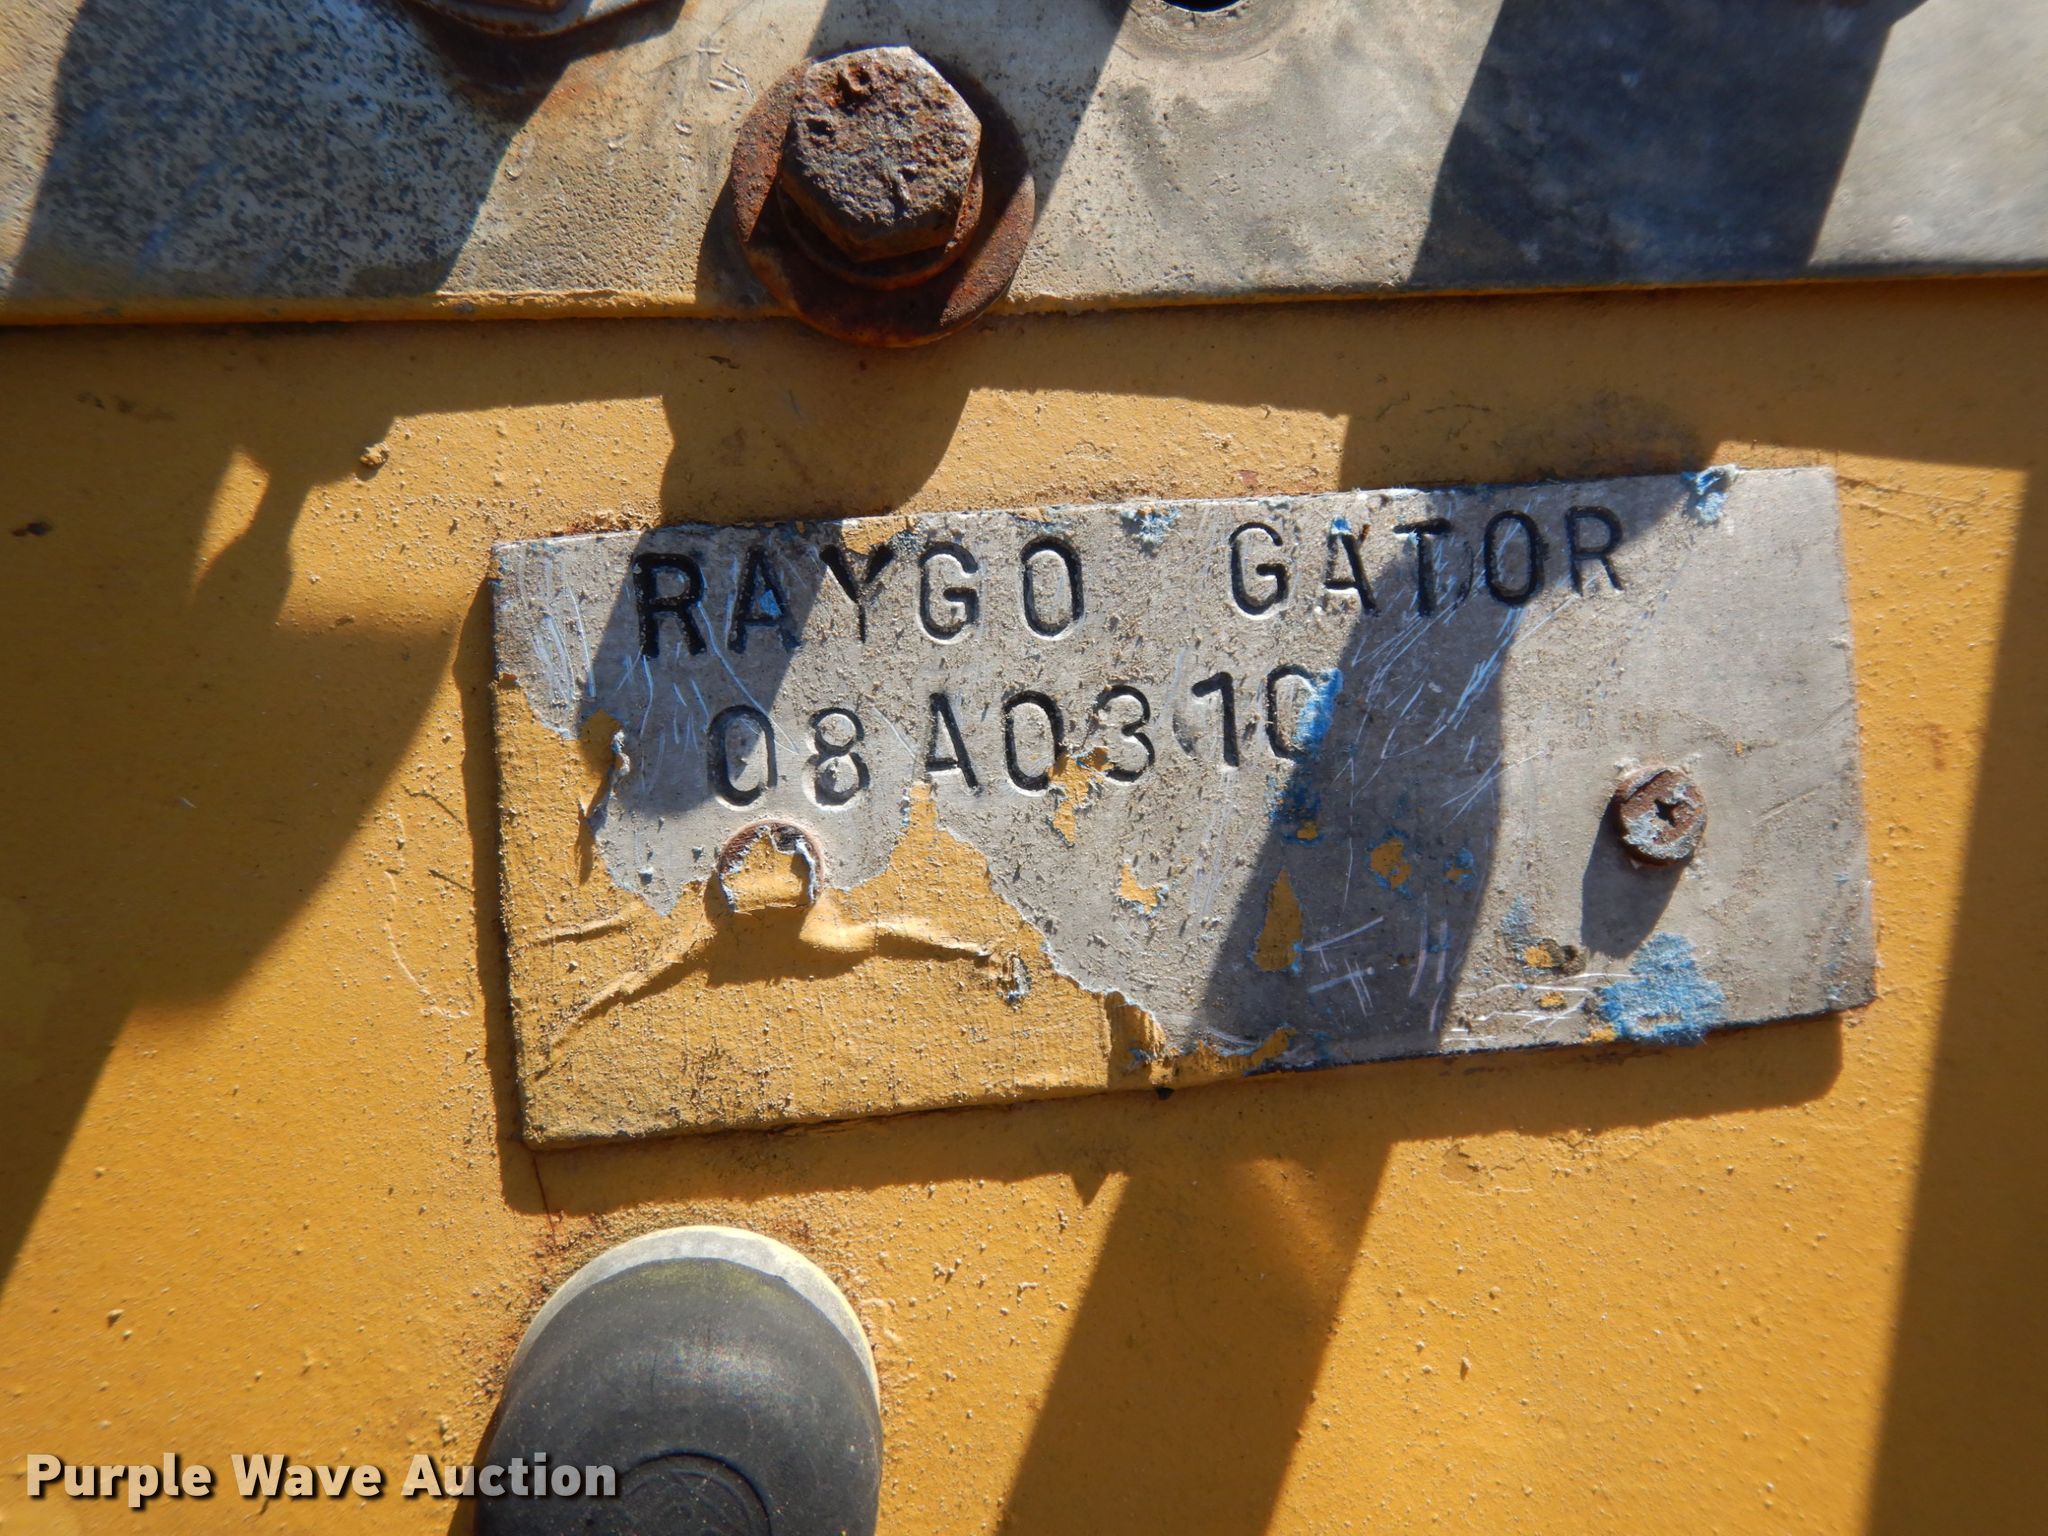 RAYGO GATOR
08A0310
Purple Wave Auction